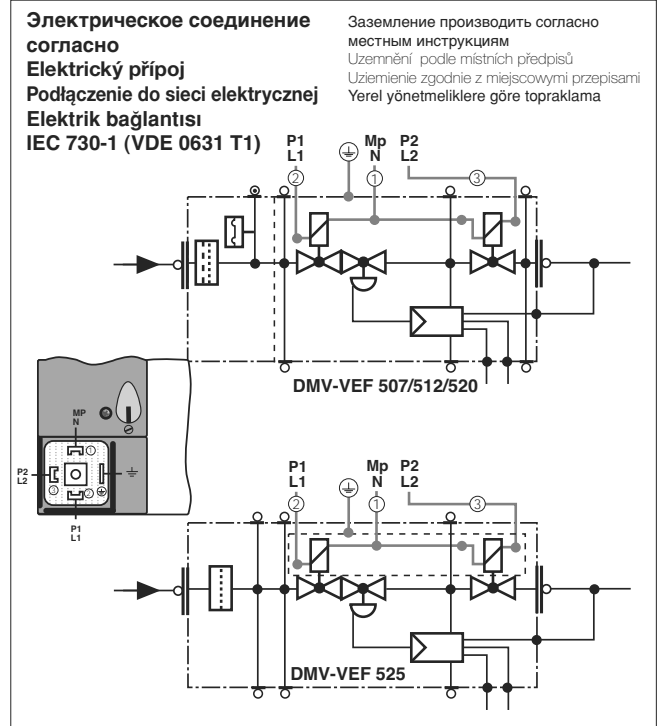 Электрическое соединение
согласно
Elektrický přípoj
Podłączenie do sieci elektrycznej
Elektrik bağlantısı
IEC 730-1 (VDE 0631 T1)
Заземление производить согласно
местным инструкциям
Uzemnění podle místních předpisů
Uziemienie zgodnie z miejscowymi przepisami
Yerel yönetmeliklere göre topraklama
P1 Mp P2
L1 N L2
2 1 3
DMV-VEF 507/512/520
MP
N
1
P2
L2
3 2
P1
L1
P1 Mp P2
L1 N L2
2 1 3
DMV-VEF 525